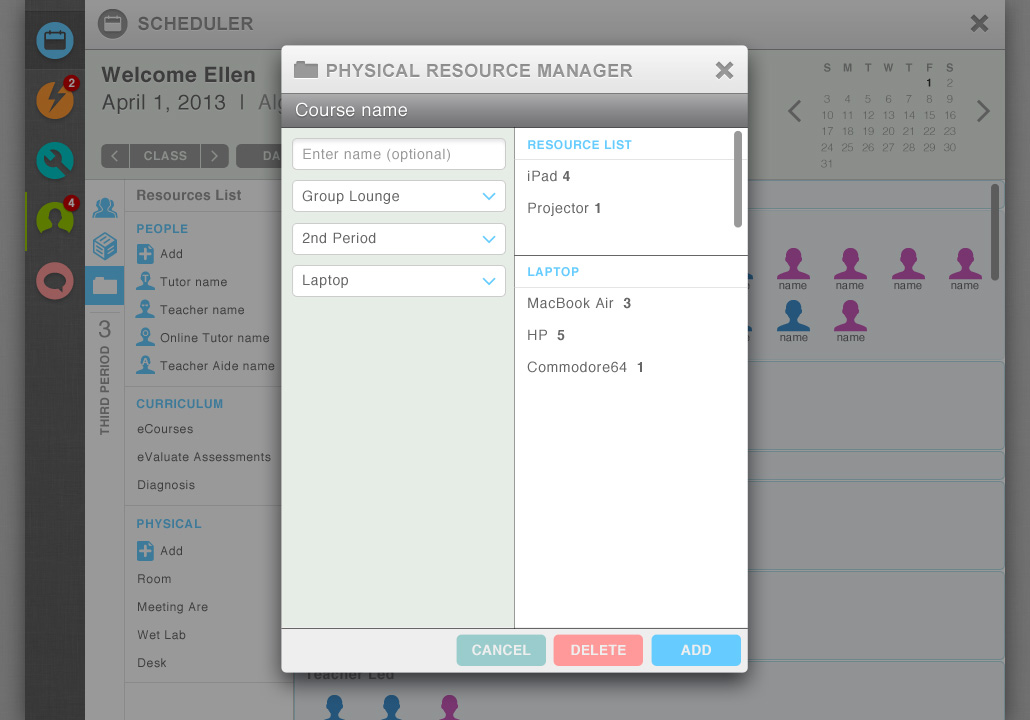 SCHEDULER
2
4
Welcome Ellen
April 1, 2013 | Alg
CLASS
DA
S M T W T F S
1 2
3 4 5 6 7 8 9
10 11 12 13 14 15 16
17 18 19 20 21 22 23
24 25 26 27 28 29 30
31
3
THIRD PERIOD
Resources List
PEOPLE
Add
Tutor name
Teacher name
Online Tutor name
Teacher Aide name
CURRICULUM
eCourses
eValuate Assessments
Diagnosis
PHYSICAL
Add
Room
Meeting Are
Wet Lab
Desk
PHYSICAL RESOURCE MANAGER
Course name
Enter name (optional)
Group Lounge
2nd Period
Laptop
RESOURCE LIST
iPad 4
Projector 1
LAPTOP
MacBook Air 3
HP 5
Commodore64 1
CANCEL
DELETE
ADD
name name name name
name name
Teacher Led